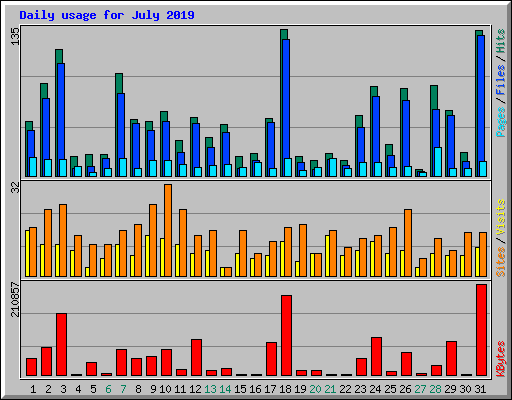 Daily usage for July 2019
135
Pages / Files / Hits
32
Sites / Visits
210857
KBytes
1 2 3 4 5 6 7 8 9 10 11 12 13 14 15 16 17 18 19 20 21 22 23 24 25 26 27 28 29 30 31